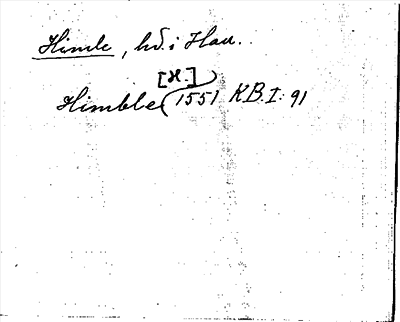 Himle, hd. i Hall.
[H.]
Himble (1551 KB.I: 91